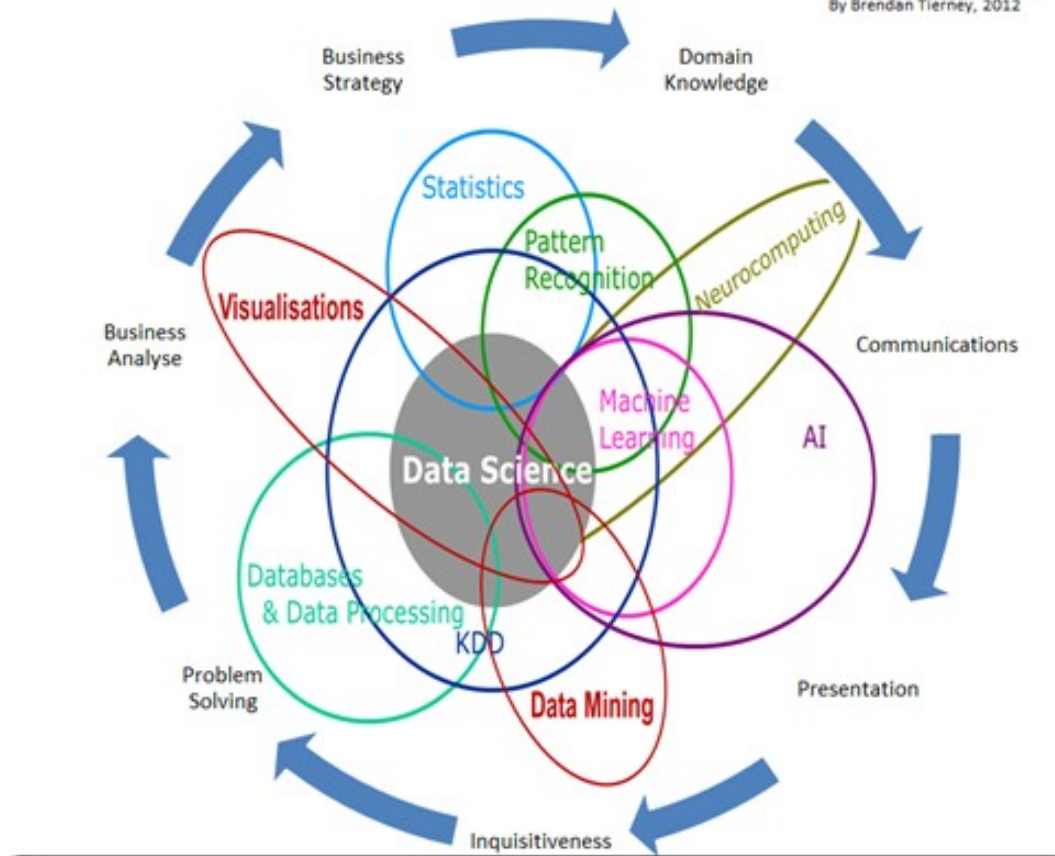 By Brendan Tierney, 2012
Business
Strategy
Domain
Knowledge
Statistics
Pattern
Recognition
Neurocomputing
Visualisations
Business
Analyse
Communications
Machine
Learning
AI
Data Science
Databases
& Data Processing
KDD
Problem
Solving
Presentation
Data Mining
Inquisitiveness